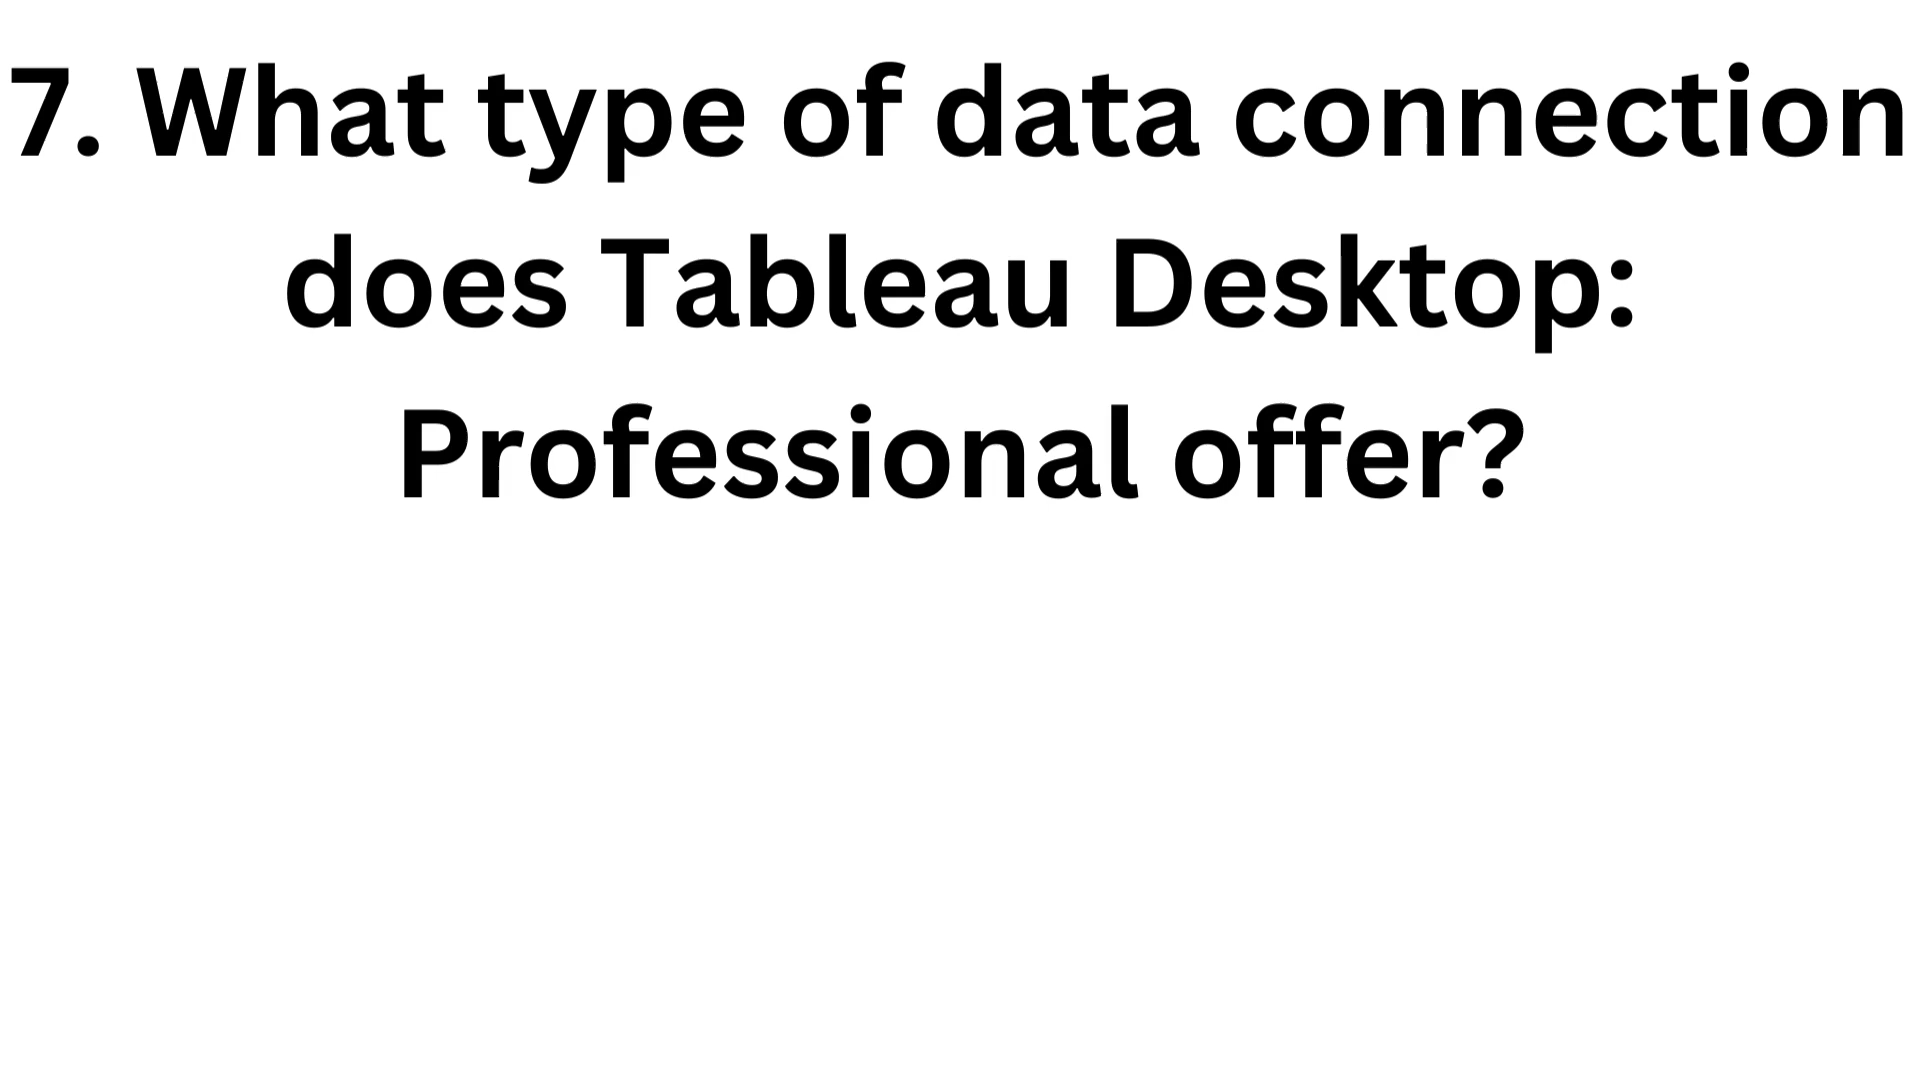 7. What type of data connection
does Tableau Desktop:
Professional offer?